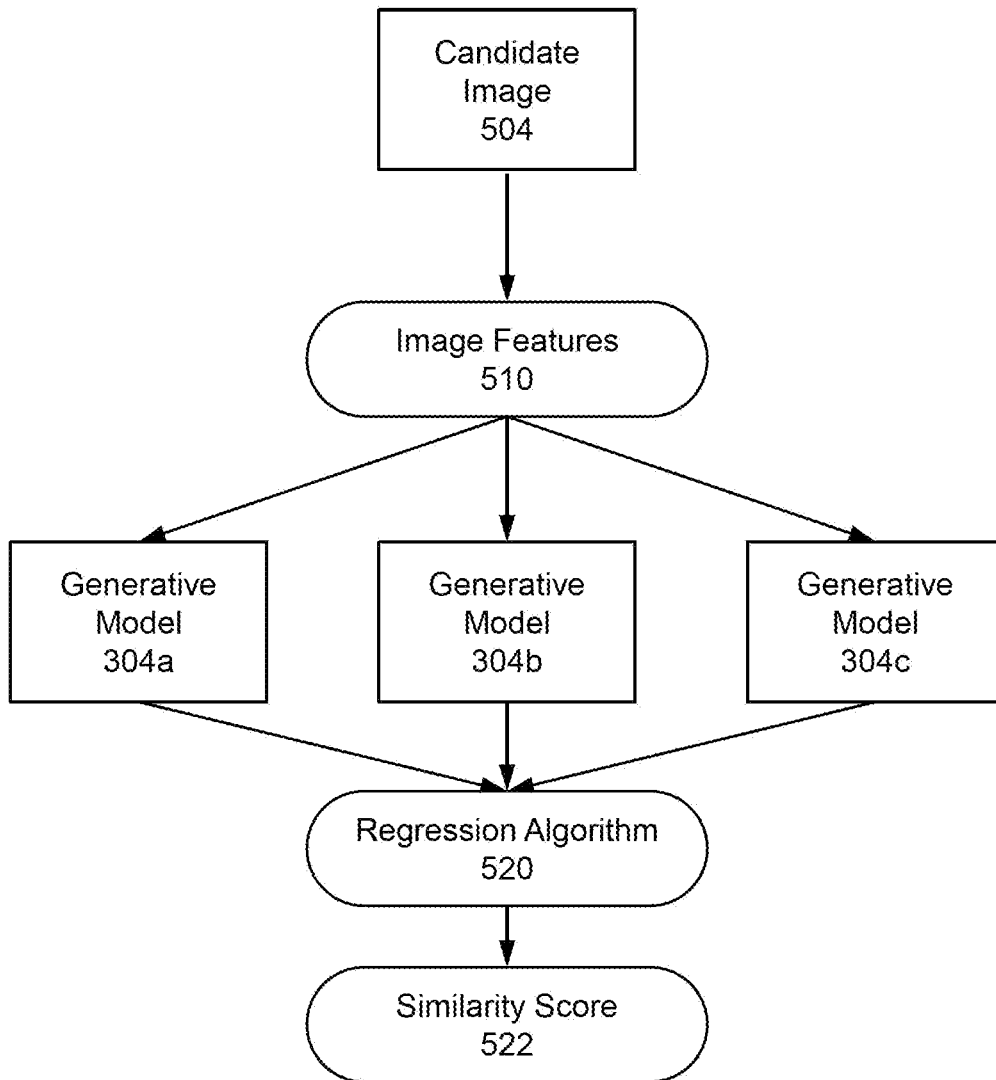 Candidate
Image
504
Image Features
510
Generative
Model
304a
Generative
Model
304b
Generative
Model
304c
Regression Algorithm
520
Similarity Score
522